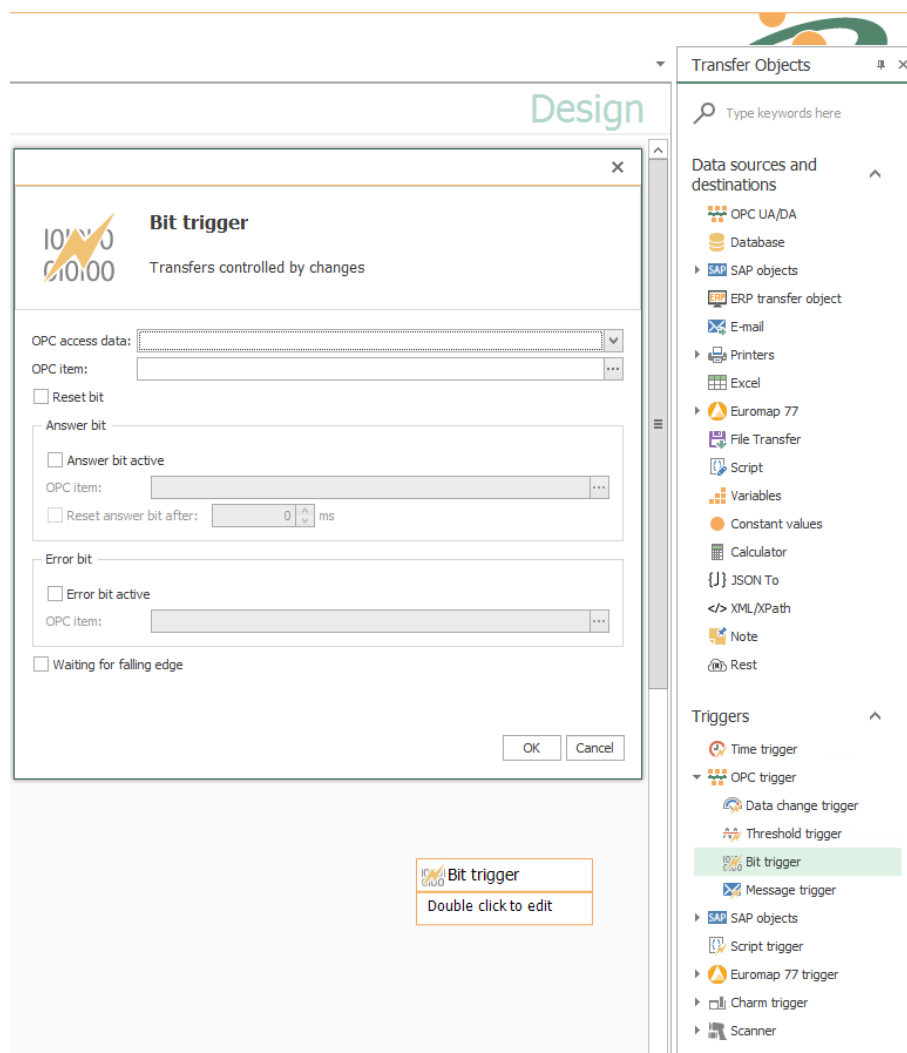 Transfer Objects
Design
Type keywords here
Bit trigger
Transfers controlled by changes
OPC access data:
OPC item:
Reset bit
Answer bit
Answer bit active
OPC item:
Reset answer bit after: 0 ms
Error bit
Error bit active
OPC item:
Waiting for falling edge
OK Cancel
Bit trigger
Double click to edit
Data sources and
destinations
OPC UA/DA
Database
SAP SAP objects
ERP ERP transfer object
E-mail
Printers
Excel
Euromap 77
File Transfer
Script
Variables
Constant values
Calculator
{J} JSON To
</> XML/XPath
Note
(R) Rest
Triggers
Time trigger
OPC trigger
Data change trigger
Threshold trigger
Bit trigger
Message trigger
SAP SAP objects
Script trigger
Euromap 77 trigger
Charm trigger
Scanner